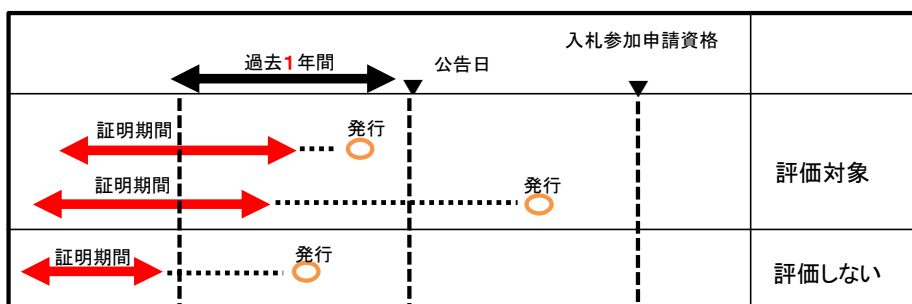 入札参加申請資格
過去1年間
公告日
証明期間
発行
証明期間
発行
評価対象
証明期間
発行
評価しない